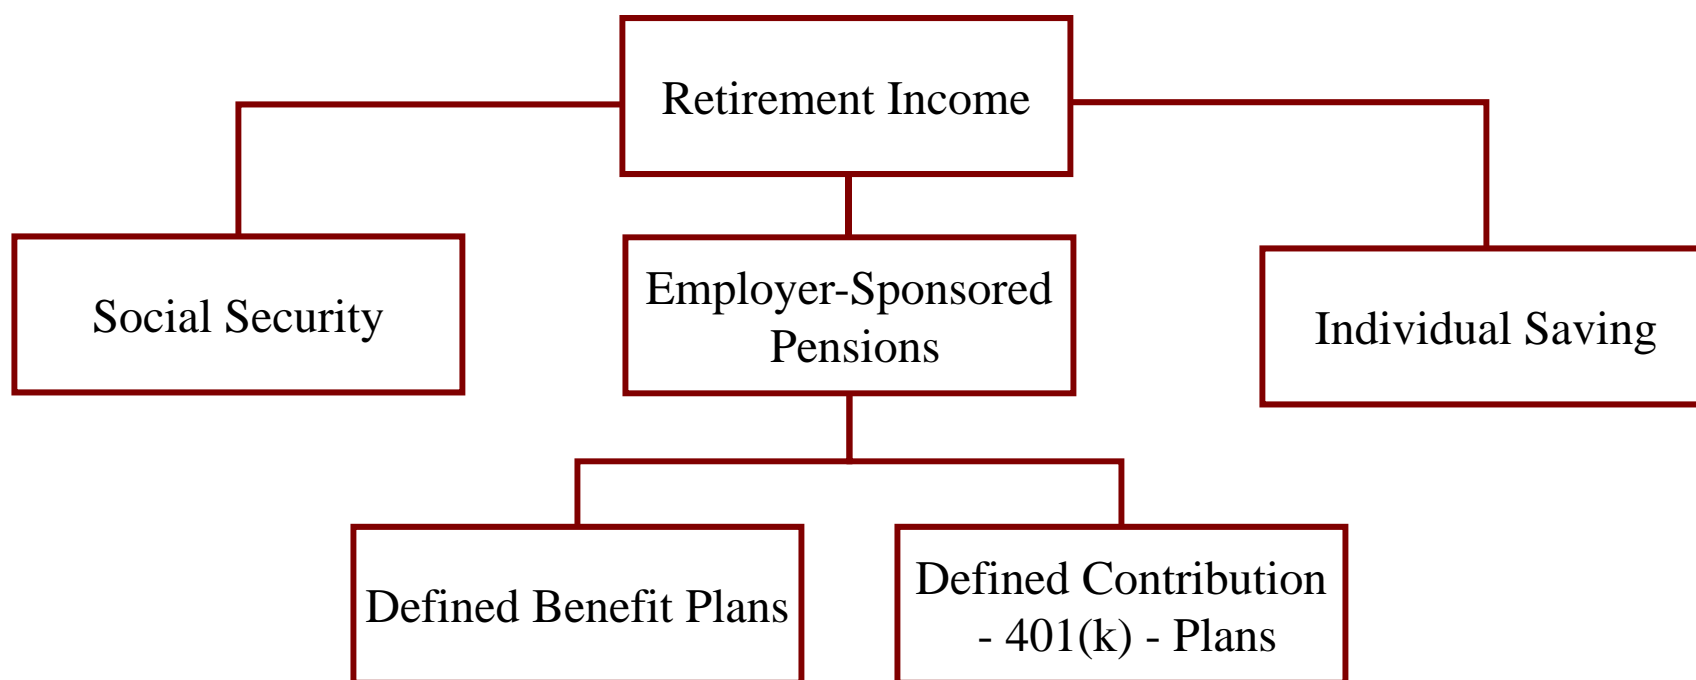 Retirement Income
Social Security
Employer-Sponsored
Pensions
Individual Saving
Defined Benefit Plans
Defined Contribution
- 401(k) - Plans